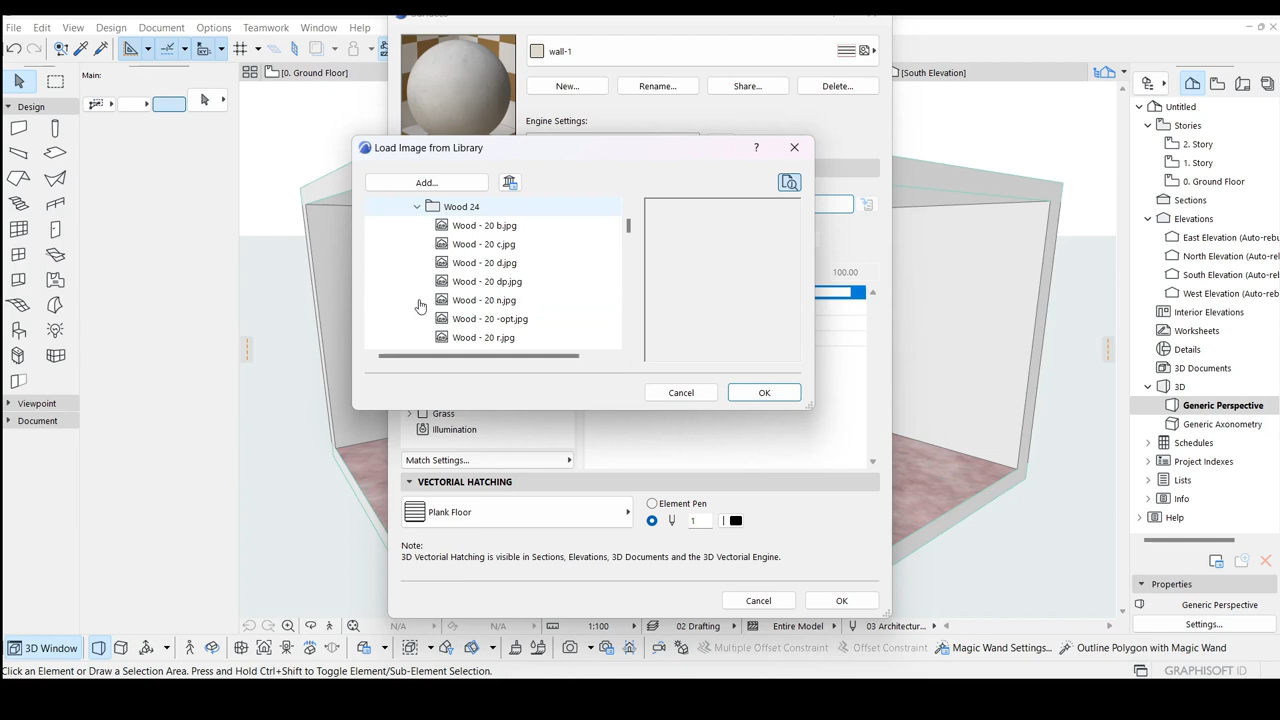 Surfaces
File Edit View Design Document Options Teamwork Window Help
wall-1
Main:
[0. Ground Floor]
[South Elevation]
New... Rename... Share... Delete...
Engine Settings:
Design
Load Image from Library
Add...
Wood 24
Wood - 20 b.jpg
Wood - 20 c.jpg
Wood - 20 d.jpg
Wood - 20 dp.jpg
Wood - 20 n.jpg
Wood - 20 -opt.jpg
Wood - 20 r.jpg
Cancel OK
100.00
Grass
Illumination
Match Settings...
VECTORIAL HATCHING
Plank Floor
Element Pen
1
Note:
3D Vectorial Hatching is visible in Sections, Elevations, 3D Documents and the 3D Vectorial Engine.
Cancel OK
Viewpoint
Document
Untitled
Stories
2. Story
1. Story
0. Ground Floor
Sections
Elevations
East Elevation (Auto-rebu
North Elevation (Auto-reb
South Elevation (Auto-reb
West Elevation (Auto-rebu
Interior Elevations
Worksheets
Details
3D Documents
3D
Generic Perspective
Generic Axonometry
Schedules
Project Indexes
Lists
Info
Help
Properties
Generic Perspective
Settings...
N/A N/A 1:100 02 Drafting Entire Model 03 Architectur...
3D Window
Multiple Offset Constraint Offset Constraint Magic Wand Settings... Outline Polygon with Magic Wand
Click an Element or Draw a Selection Area. Press and Hold Ctrl+Shift to Toggle Element/Sub-Element Selection.
GRAPHISOFT ID